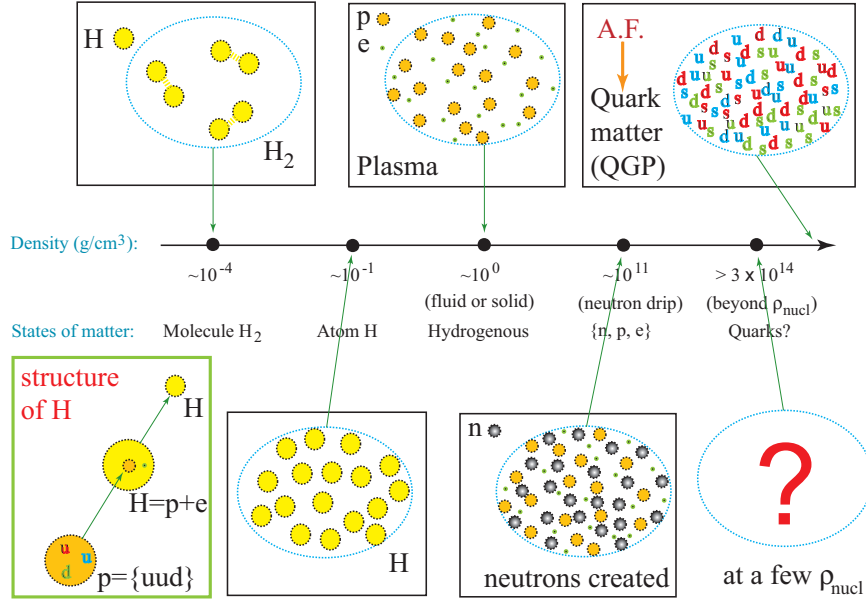 H
H₂
p
e
Plasma
A.F.
Quark
matter
(QGP)
u d d u
d s u s d s u u d
Density (g/cm³):
~10⁻⁴
~10⁻¹
~10⁰
~10¹¹
> 3 x 10¹⁴
(fluid or solid)
(neutron drip)
(beyond ρnucl)
States of matter:
Molecule H₂
Atom H
Hydrogenous
{n, p, e}
Quarks?
structure
of H
H
H=p+e
u
u
d
p={uud}
H
n
neutrons created
?
at a few ρnucl